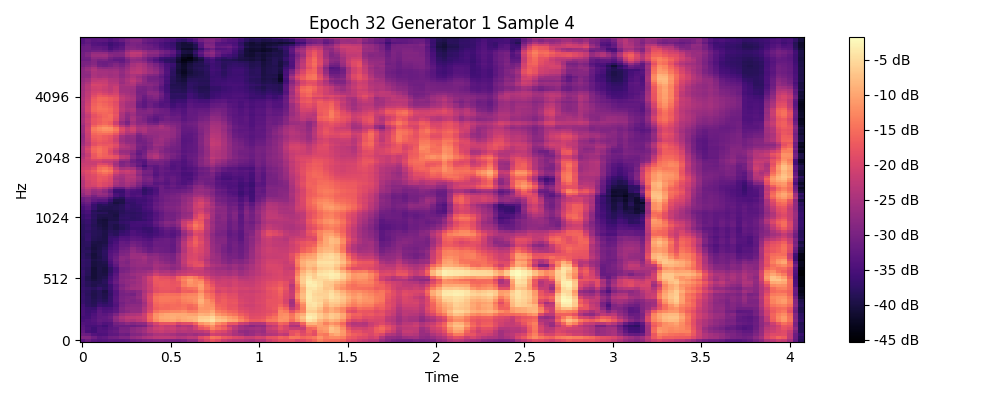 Epoch 32 Generator 1 Sample 4
Hz
4096
2048
1024
512
0
0 0.5 1 1.5 2 2.5 3 3.5 4
Time
-5 dB
-10 dB
-15 dB
-20 dB
-25 dB
-30 dB
-35 dB
-40 dB
-45 dB